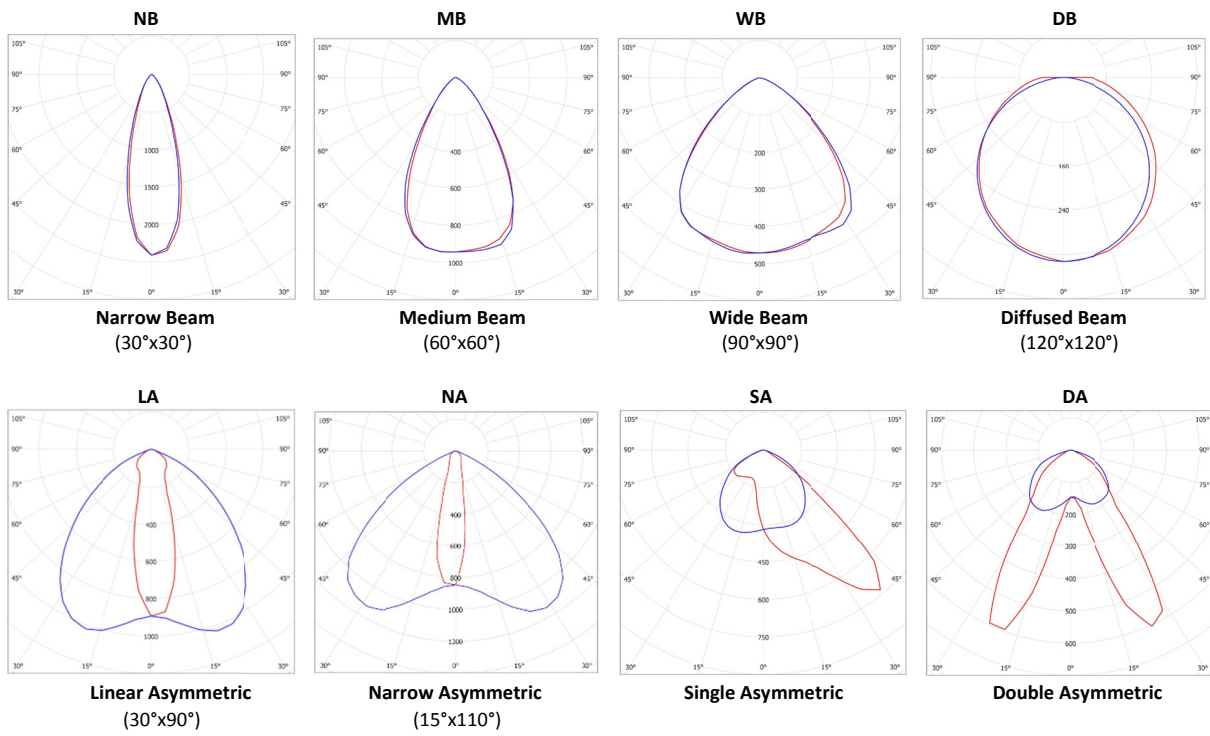 NB MB WB DB
105° 105° 105° 105° 105° 105° 105° 105°
90° 90° 90° 90° 90° 90° 90° 90°
75° 75° 75° 75° 75° 75° 75° 75°
60° 60° 60° 60° 60° 60° 60° 60°
45° 45° 45° 45° 45° 45° 45° 45°
1000 400 200 160
1500 600 300 240
2000 800 500
1000
30° 15° 0° 15° 30° 30° 15° 0° 15° 30° 30° 15° 0° 15° 30° 30° 15° 0° 15° 30°
Narrow Beam Medium Beam Wide Beam Diffused Beam
(30°x30°) (60°x60°) (90°x90°) (120°x120°)
LA NA SA DA
105° 105° 105° 105° 105° 105° 105° 105°
90° 90° 90° 90° 90° 90° 90° 90°
75° 75° 75° 75° 75° 75° 75° 75°
60° 60° 60° 60° 60° 60° 60° 60°
45° 45° 45° 45° 45° 45° 45° 45°
400 400 450 200
600 600 600 300
800 800 750 400
1000 1000 500
1200 600
30° 15° 0° 15° 30° 30° 15° 0° 15° 30° 30° 15° 0° 15° 30° 30° 15° 0° 15° 30°
Linear Asymmetric Narrow Asymmetric Single Asymmetric Double Asymmetric
(30°x90°) (15°x110°)